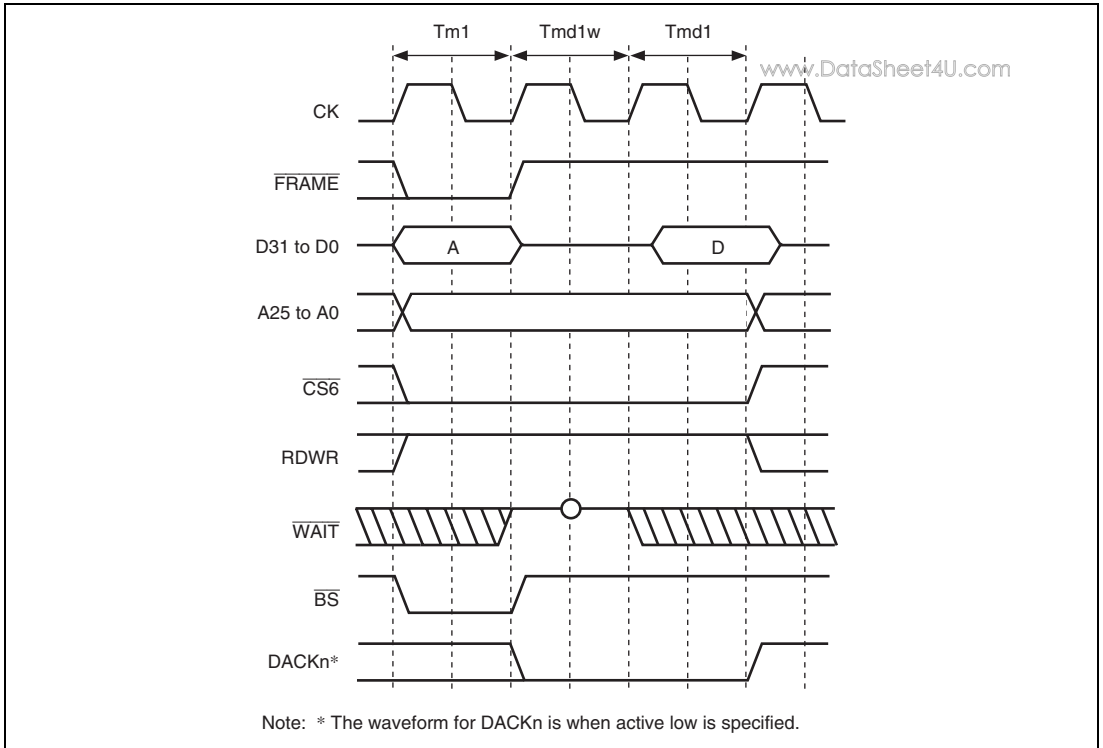 Tm1 Tmd1w Tmd1
www.DataSheet4U.com
CK
FRAME
D31 to D0 A D
A25 to A0
CS6
RDWR
WAIT
BS
DACKn*
Note: * The waveform for DACKn is when active low is specified.